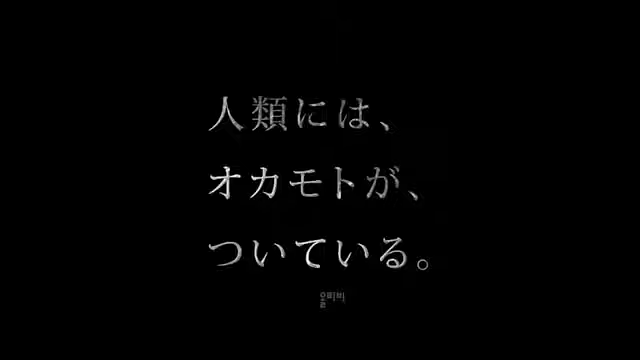 人類には、
オカモトが、
ついている。